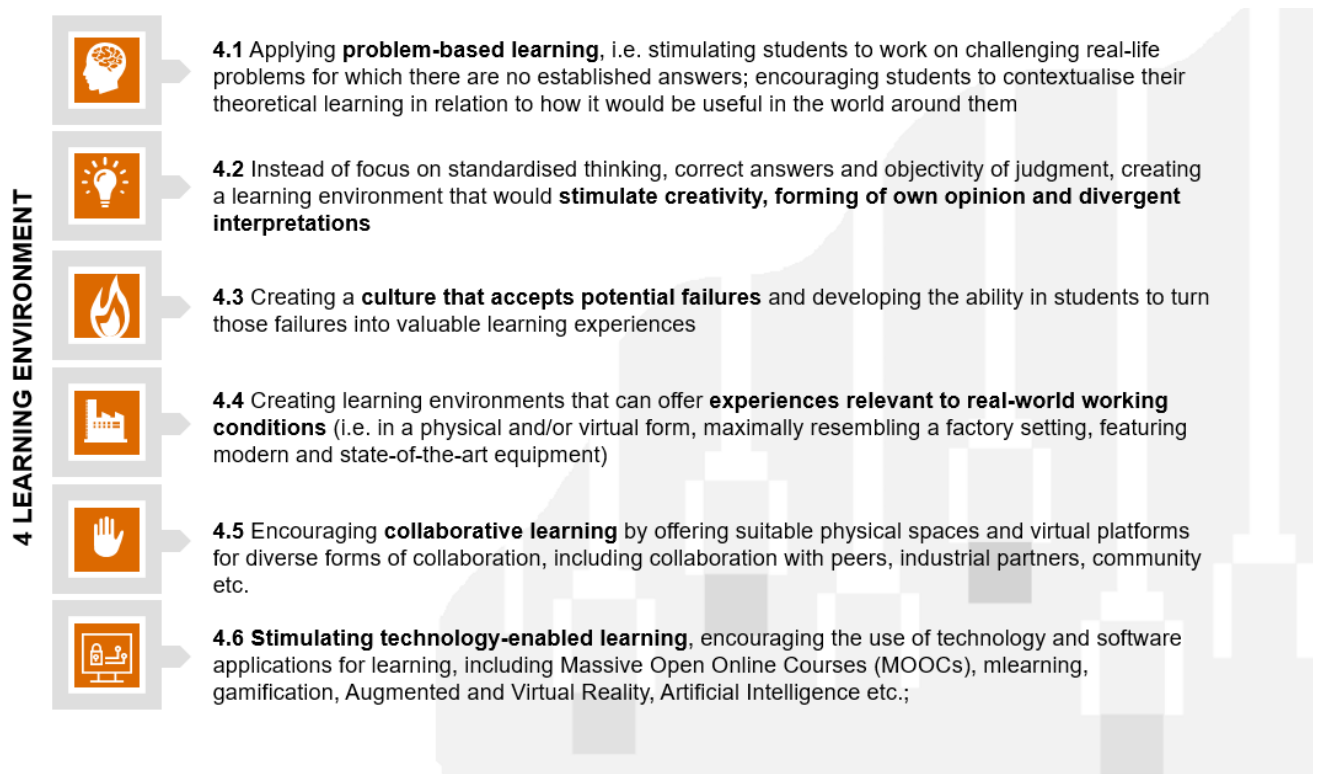 4 LEARNING ENVIRONMENT
4.1 Applying problem-based learning, i.e. stimulating students to work on challenging real-life
problems for which there are no established answers; encouraging students to contextualise their
theoretical learning in relation to how it would be useful in the world around them
4.2 Instead of focus on standardised thinking, correct answers and objectivity of judgment, creating
a learning environment that would stimulate creativity, forming of own opinion and divergent
interpretations
4.3 Creating a culture that accepts potential failures and developing the ability in students to turn
those failures into valuable learning experiences
4.4 Creating learning environments that can offer experiences relevant to real-world working
conditions (i.e. in a physical and/or virtual form, maximally resembling a factory setting, featuring
modern and state-of-the-art equipment)
4.5 Encouraging collaborative learning by offering suitable physical spaces and virtual platforms
for diverse forms of collaboration, including collaboration with peers, industrial partners, community
etc.
4.6 Stimulating technology-enabled learning, encouraging the use of technology and software
applications for learning, including Massive Open Online Courses (MOOCs), mlearning,
gamification, Augmented and Virtual Reality, Artificial Intelligence etc.;